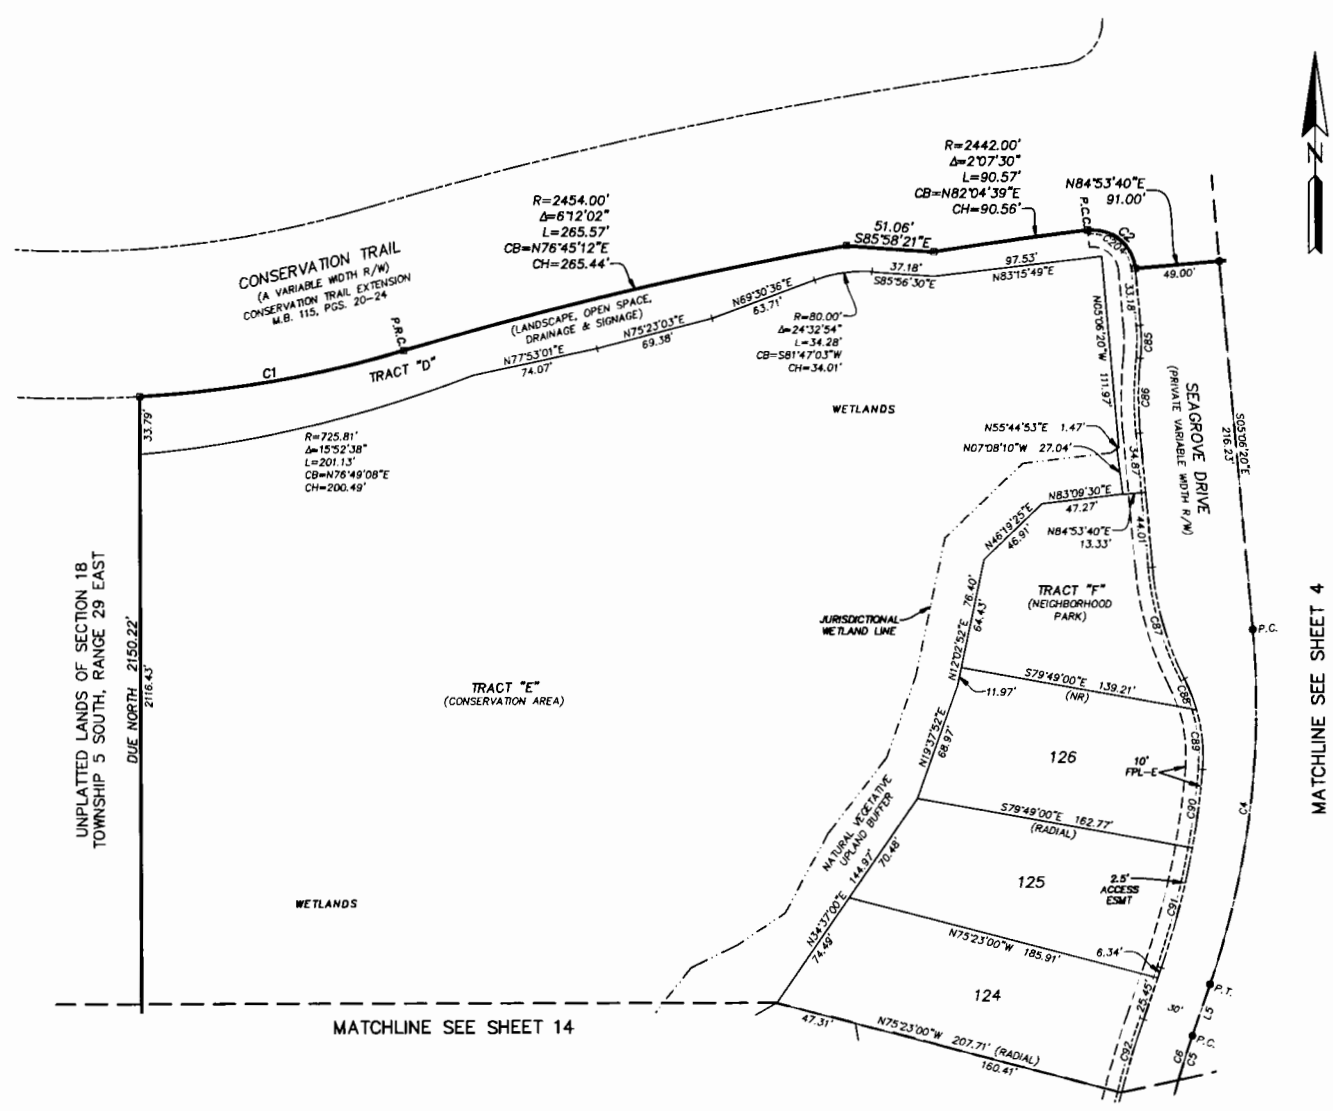 R=2442.00'
Δ=2°07'30"
L=90.57'
CB=N82°04'39"E
CH=90.56'
N84°53'40"E
91.00'
P.C.C.
C2
C204
49.00'
R=2454.00'
Δ=6°12'02"
L=265.57'
CB=N76°45'12"E
CH=265.44'
51.06'
S85°58'21"E
37.18'
S85°56'30"E
97.53'
N83°15'49"E
N
CONSERVATION TRAIL
(A VARIABLE WIDTH R/W)
CONSERVATION TRAIL EXTENSION
M.B. 115, PGS. 20-24
P.R.C.
C1
TRACT "D"
(LANDSCAPE, OPEN SPACE,
DRAINAGE & SIGNAGE)
N77°53'01"E
74.07'
N75°23'03"E
69.38'
N69°30'36"E
63.71'
R=80.00'
Δ=24°32'54"
L=34.28'
CB=S81°47'03"W
CH=34.01'
33.18'
C85
C86
N05°06'20"W 111.97'
SEAGROVE DRIVE
(PRIVATE VARIABLE WIDTH R/W)
S05°06'20"E
216.23'
33.79'
R=725.81'
Δ=15°52'38"
L=201.13'
CB=N76°49'08"E
CH=200.49'
WETLANDS
N55°44'53"E 1.47'
N07°08'10"W 27.04'
34.87'
N83°09'30"E
47.27'
N84°53'40"E
13.33'
44.01'
N46°19'25"E
46.91'
TRACT "F"
(NEIGHBORHOOD
PARK)
JURISDICTIONAL
WETLAND LINE
N12°02'52"E 76.40'
64.43'
11.97'
C87
P.C.
S79°49'00"E 139.21'
(NR)
C88
UNPLATTED LANDS OF SECTION 18
TOWNSHIP 5 SOUTH, RANGE 29 EAST
DUE NORTH 2150.22'
2116.43'
TRACT "E"
(CONSERVATION AREA)
MATCHLINE SEE SHEET 4
N19°37'52"E
68.97'
126
10'
FPL-E
C89
C90
C4
S79°49'00"E 162.77'
(RADIAL)
NATURAL VEGETATIVE
UPLAND BUFFER
N34°37'00"E 144.97'
70.48'
74.49'
125
2.5'
ACCESS
ESMT
C91
WETLANDS
N75°23'00"W 185.91'
6.34'
124
25.45'
30'
P.T.
L5
P.C.
C6
C5
C92
MATCHLINE SEE SHEET 14
47.31'
N75°23'00"W 207.71' (RADIAL)
160.41'